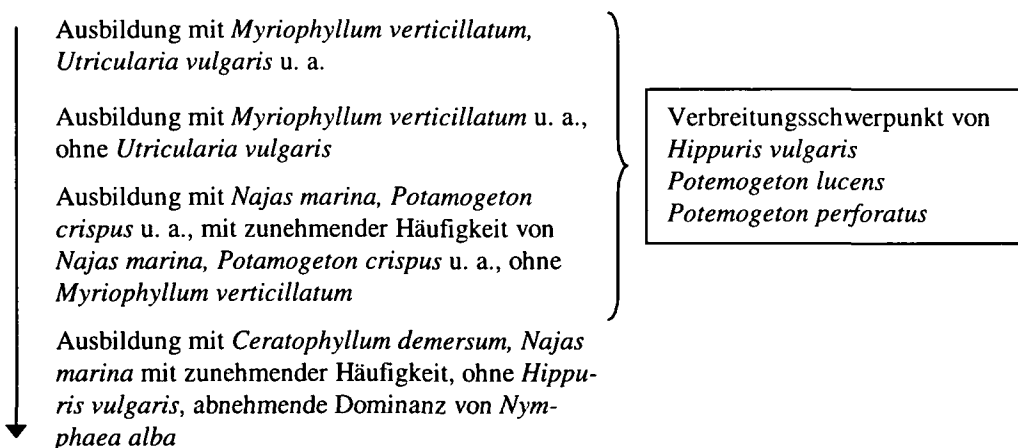 Ausbildung mit Myriophyllum verticillatum,
Utricularia vulgaris u. a.
Ausbildung mit Myriophyllum verticillatum u. a.,
ohne Utricularia vulgaris
Ausbildung mit Najas marina, Potamogeton
crispus u. a., mit zunehmender Häufigkeit von
Najas marina, Potamogeton crispus u. a., ohne
Myriophyllum verticillatum
Ausbildung mit Ceratophyllum demersum, Najas
marina mit zunehmender Häufigkeit, ohne Hippu-
ris vulgaris, abnehmende Dominanz von Nym-
phaea alba
Verbreitungsschwerpunkt von
Hippuris vulgaris
Potemogeton lucens
Potemogeton perforatus